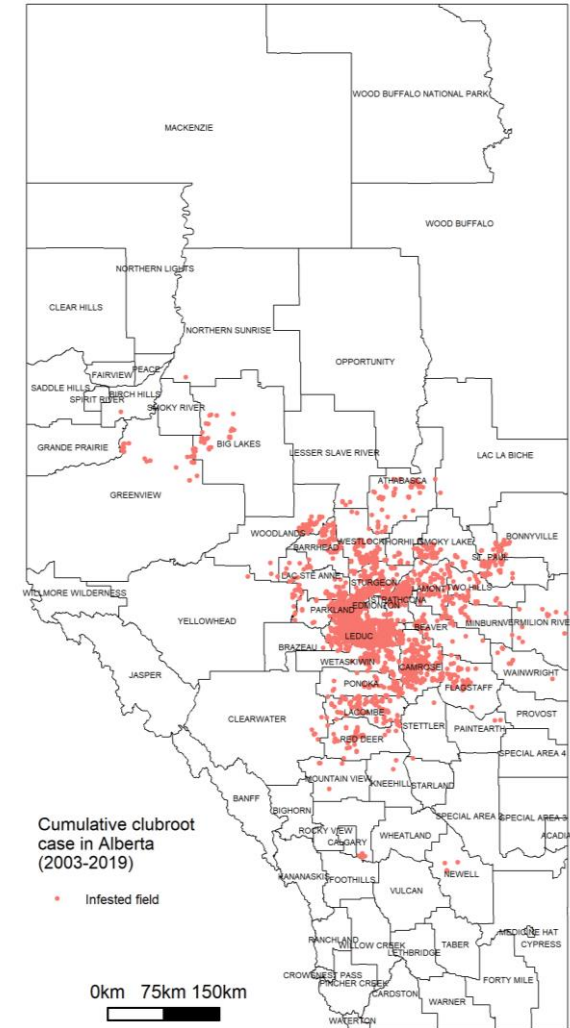 WOOD BUFFALO NATIONAL PARK
MACKENZIE
WOOD BUFFALO
NORTHERN LIGHTS
CLEAR HILLS
NORTHERN SUNRISE
OPPORTUNITY
PEACE
FAIRVIEW
SADDLE HILLS
BIRCH HILLS
SPIRIT RIVER
SMOKY RIVER
GRANDE PRAIRIE
BIG LAKES
LESSER SLAVE RIVER
LAC LA BICHE
ATHABASCA
GREENVIEW
WOODLANDS
BONNYVILLE
WESTLOCK
THORHILD
SMOKY LAKE
BARRHEAD
ST. PAUL
LAC STE ANNE
STURGEON
LAMONT
TWO HILLS
WILLMORE WILDERNESS
STRATHCONA
EDMONTON
PARKLAND
YELLOWHEAD
MINBURN
VERMILION RIVE
BEAVER
LEDUC
BRAZEAU
WETASKIWIN
CAMROSE
WAINWRIGHT
JASPER
PONOKA
FLAGSTAFF
LACOMBE
PROVOST
CLEARWATER
STETTLER
PAINTEARTH
RED DEER
SPECIAL AREA 4
MOUNTAIN VIEW
KNEEHILL
STARLAND
BANFF
BIGHORN
SPECIAL AREA 2
SPECIAL AREA 3
ROCKY VIEW
WHEATLAND
ACADIA
CALGARY
Cumulative clubroot
case in Alberta
(2003-2019)
Infested field
KANANASKIS
FOOTHILLS
NEWELL
VULCAN
RANCHLAND
WILLOW CREEK
TABER
MEDICINE HAT
CYPRESS
LETHBRIDGE
CROWSNEST PASS
PINCHER CREEK
FORTY MILE
CARDSTON
WARNER
WATERTON
0km 75km 150km